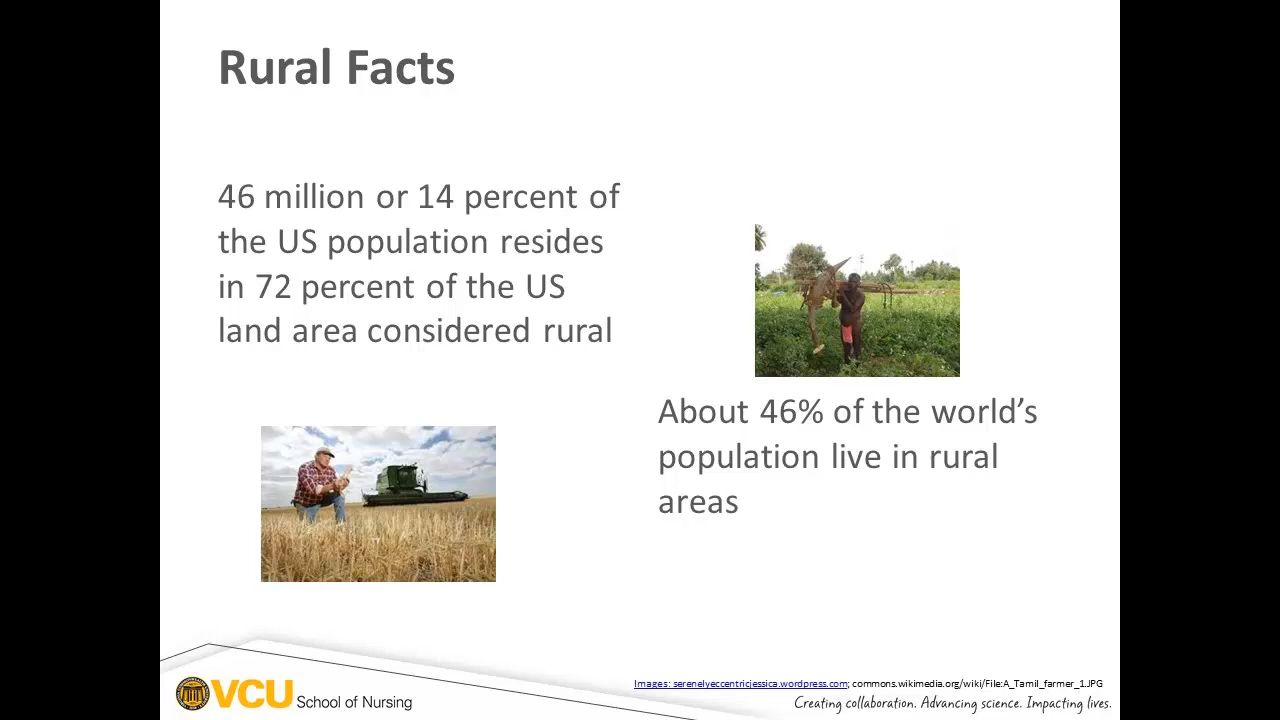 Rural Facts
46 million or 14 percent of
the US population resides
in 72 percent of the US
land area considered rural
About 46% of the world’s
population live in rural
areas
Images: serenelyeccentricjessica.wordpress.com; commons.wikimedia.org/wiki/File:A_Tamil_farmer_1.JPG
VCU School of Nursing
Creating collaboration. Advancing science. Impacting lives.